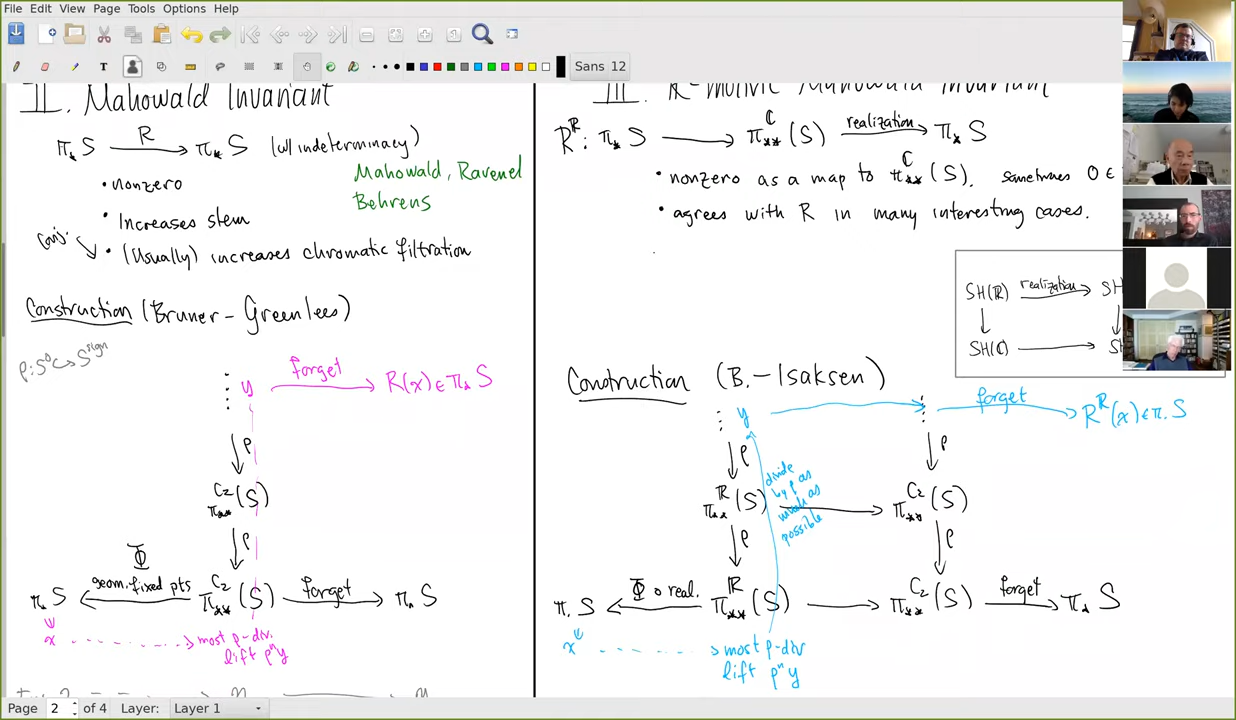 File Edit View Page Tools Options Help
Sans 12
II. Mahowald Invariant
π⋆ S R→ π⋆ S (w/ indeterminacy)
• nonzero
• Increases stem
Conj. • (Usually) increases chromatic filtration
Mahowald, Ravenel
Behrens
Construction (Bruner-Greenlees)
ρ: S⁰ ↪ S^sign
⋮ y forget→ R(x) ∈ π⋆ S
↓ρ
π⋆⋆^C₂ (S)
↓ρ
π⋆ S ←Φ geom. fixed pts π⋆⋆^C₂ (S) forget→ π⋆ S
x ⇢ most ρ-div.
lift ρⁿy
III. R-motivic Mahowald Invariant
R^ℝ: π⋆ S → π⋆⋆^ℂ (S) realization→ π⋆ S
• nonzero as a map to π⋆⋆^ℂ (S). sometimes 0 ∈
• agrees with R in many interesting cases.
SH(ℝ) realization→ SH
↓ ↓
SH(ℂ) → S
Construction (B.-Isaksen)
⋮ y → ⋮ forget→ R^ℝ(x) ∈ π⋆ S
↓ρ ↓ρ
divide
by ρ as
much as
possible
π⋆⋆^ℝ (S) → π⋆⋆^C₂ (S)
↓ρ ↓ρ
π⋆ S ←Φ ∘ real. π⋆⋆^ℝ (S) → π⋆⋆^C₂ (S) forget→ π⋆ S
x ⇢ most ρ-div
lift ρⁿ y
Page 2 of 4 Layer: Layer 1